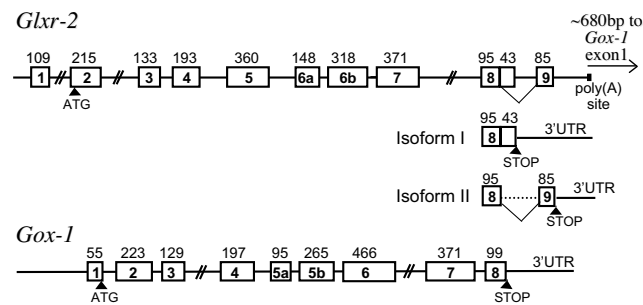 Glxr-2
~680bp to
Gox-1
exon1
109 215 133 193 360 148 318 371 95 43 85
1 2 3 4 5 6a 6b 7 8 9
ATG
poly(A)
site
95 43
Isoform I 8 3'UTR
STOP
95 85
Isoform II 8 9 3'UTR
STOP
Gox-1
55 223 129 197 95 265 466 371 99
1 2 3 4 5a 5b 6 7 8 3'UTR
ATG STOP